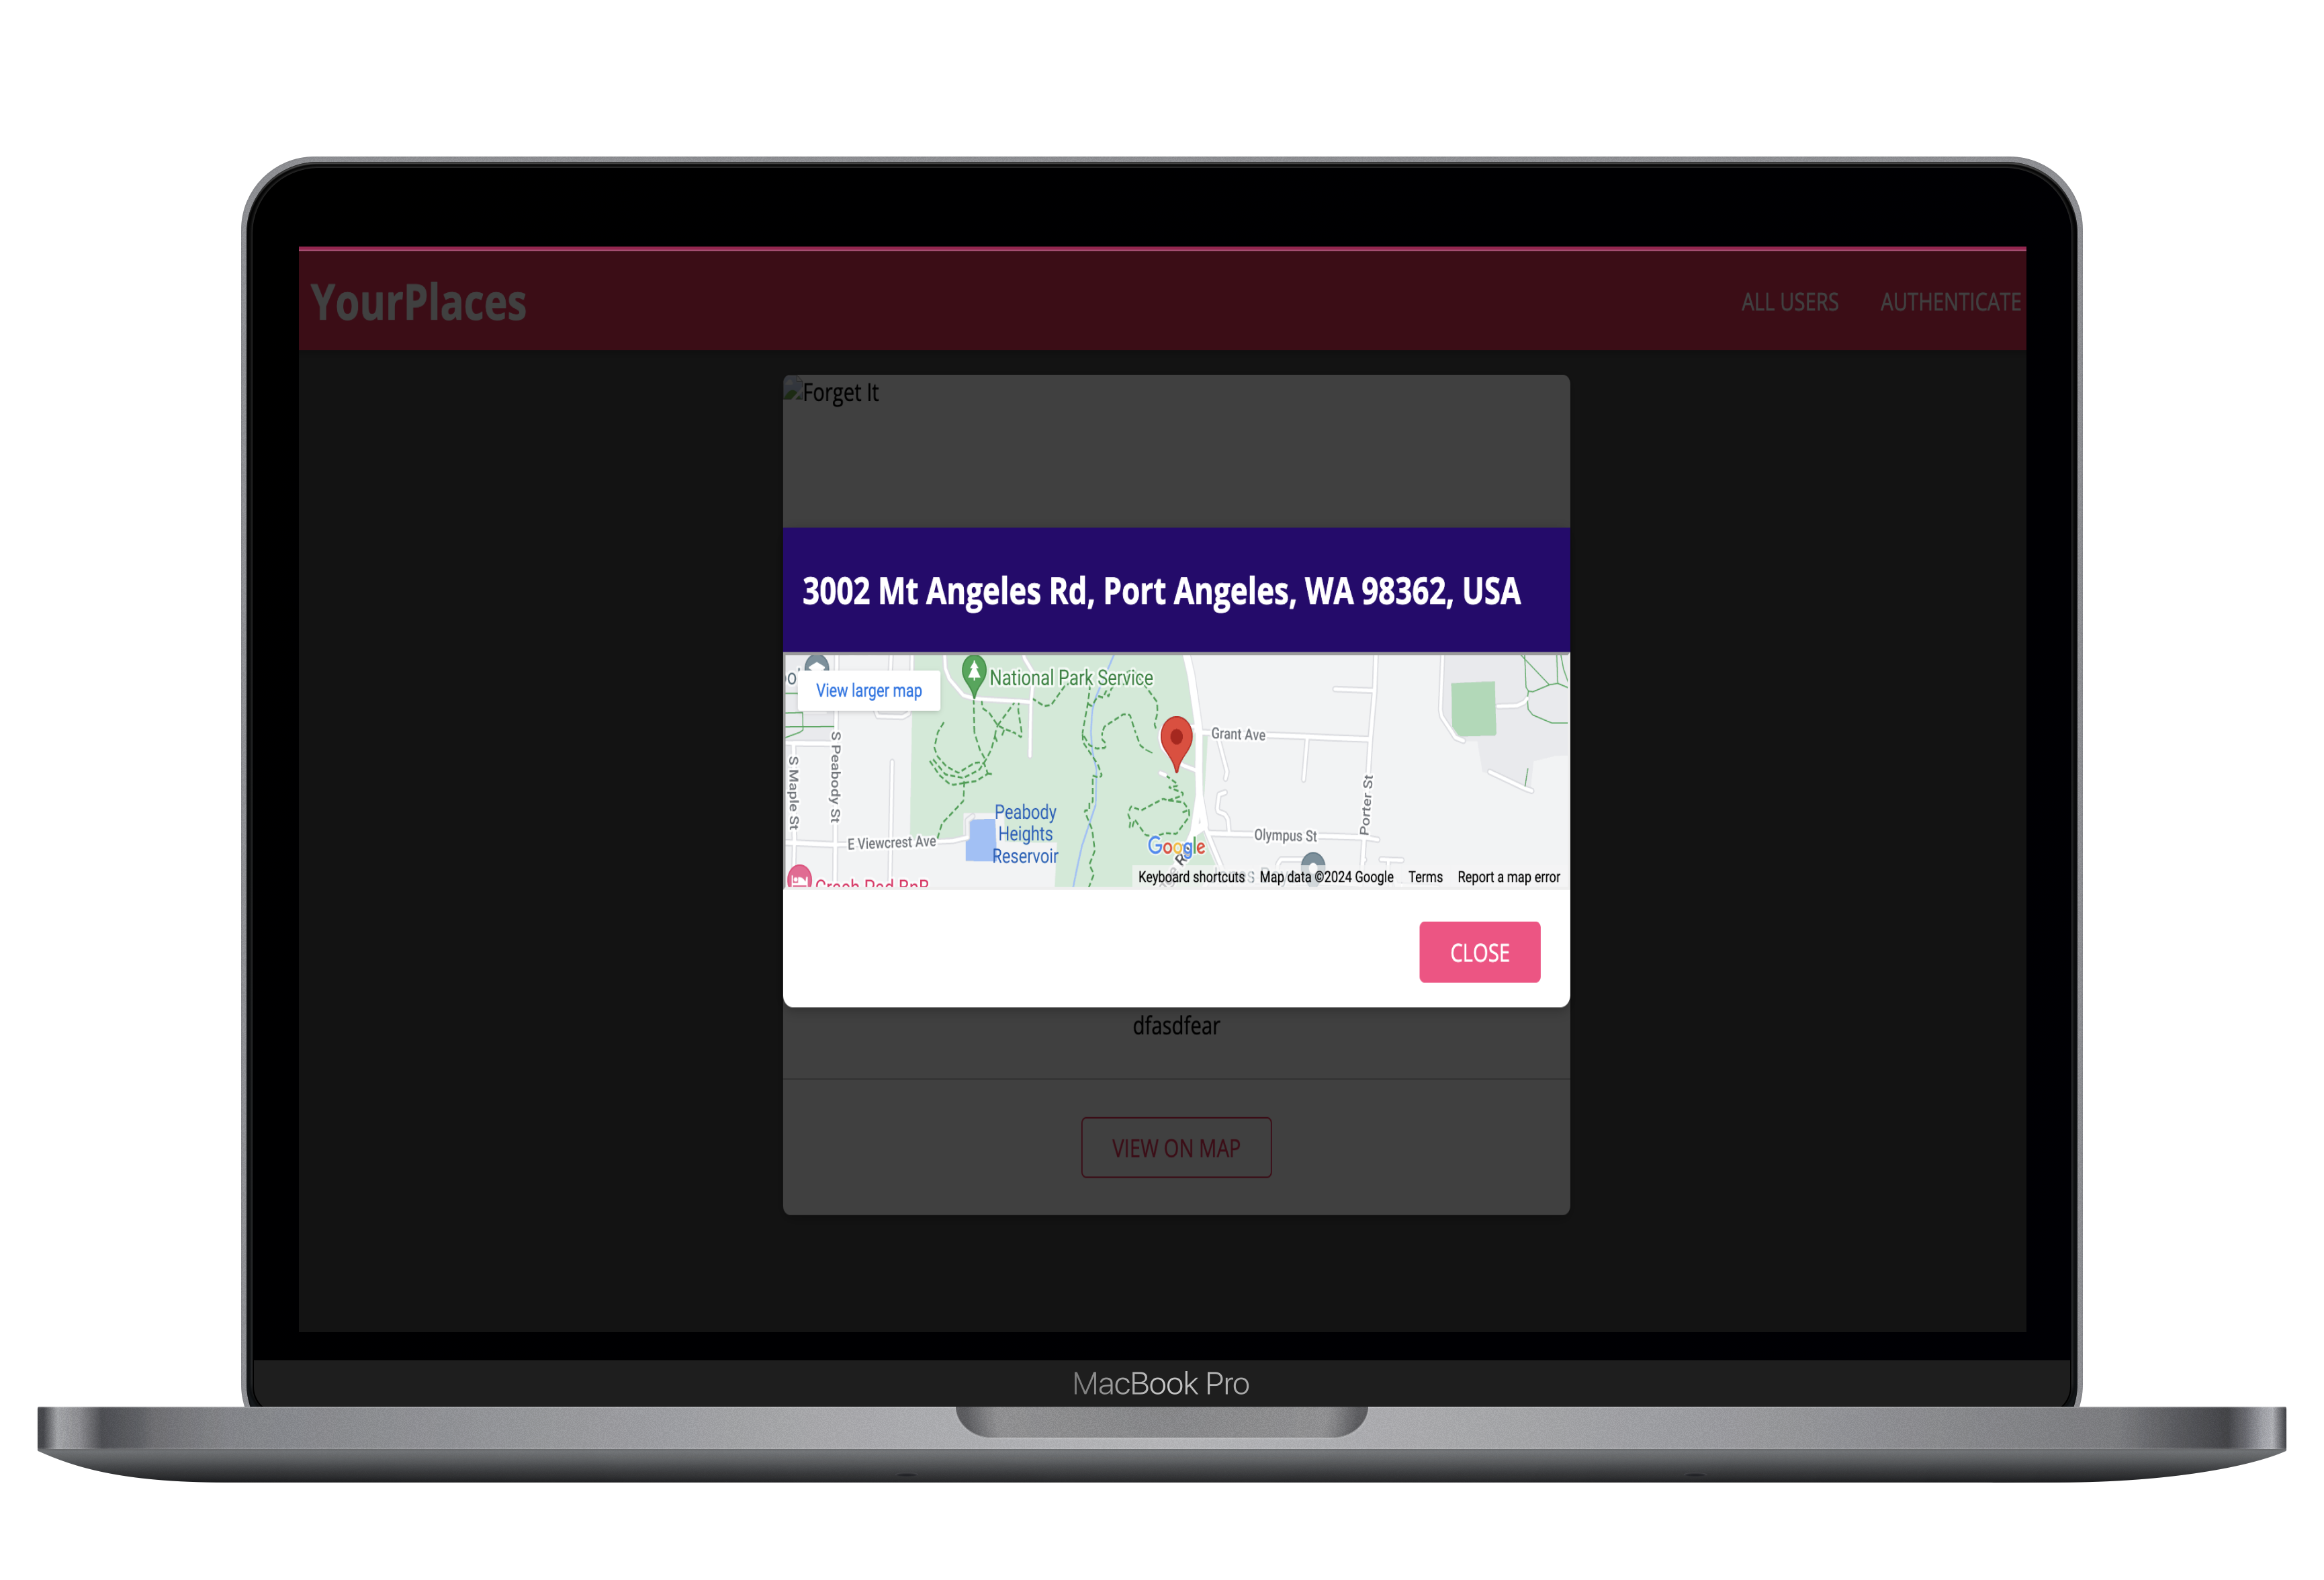 YourPlaces
ALL USERS
AUTHENTICATE
Forget It
3002 Mt Angeles Rd, Port Angeles, WA 98362, USA
View larger map
National Park Service
Grant Ave
S Peabody St
S Maple St
Porter St
Peabody
Heights
Reservoir
E Viewcrest Ave
Olympus St
Google
Keyboard shortcuts
Map data ©2024 Google
Terms
Report a map error
CLOSE
dfasdfear
VIEW ON MAP
MacBook Pro